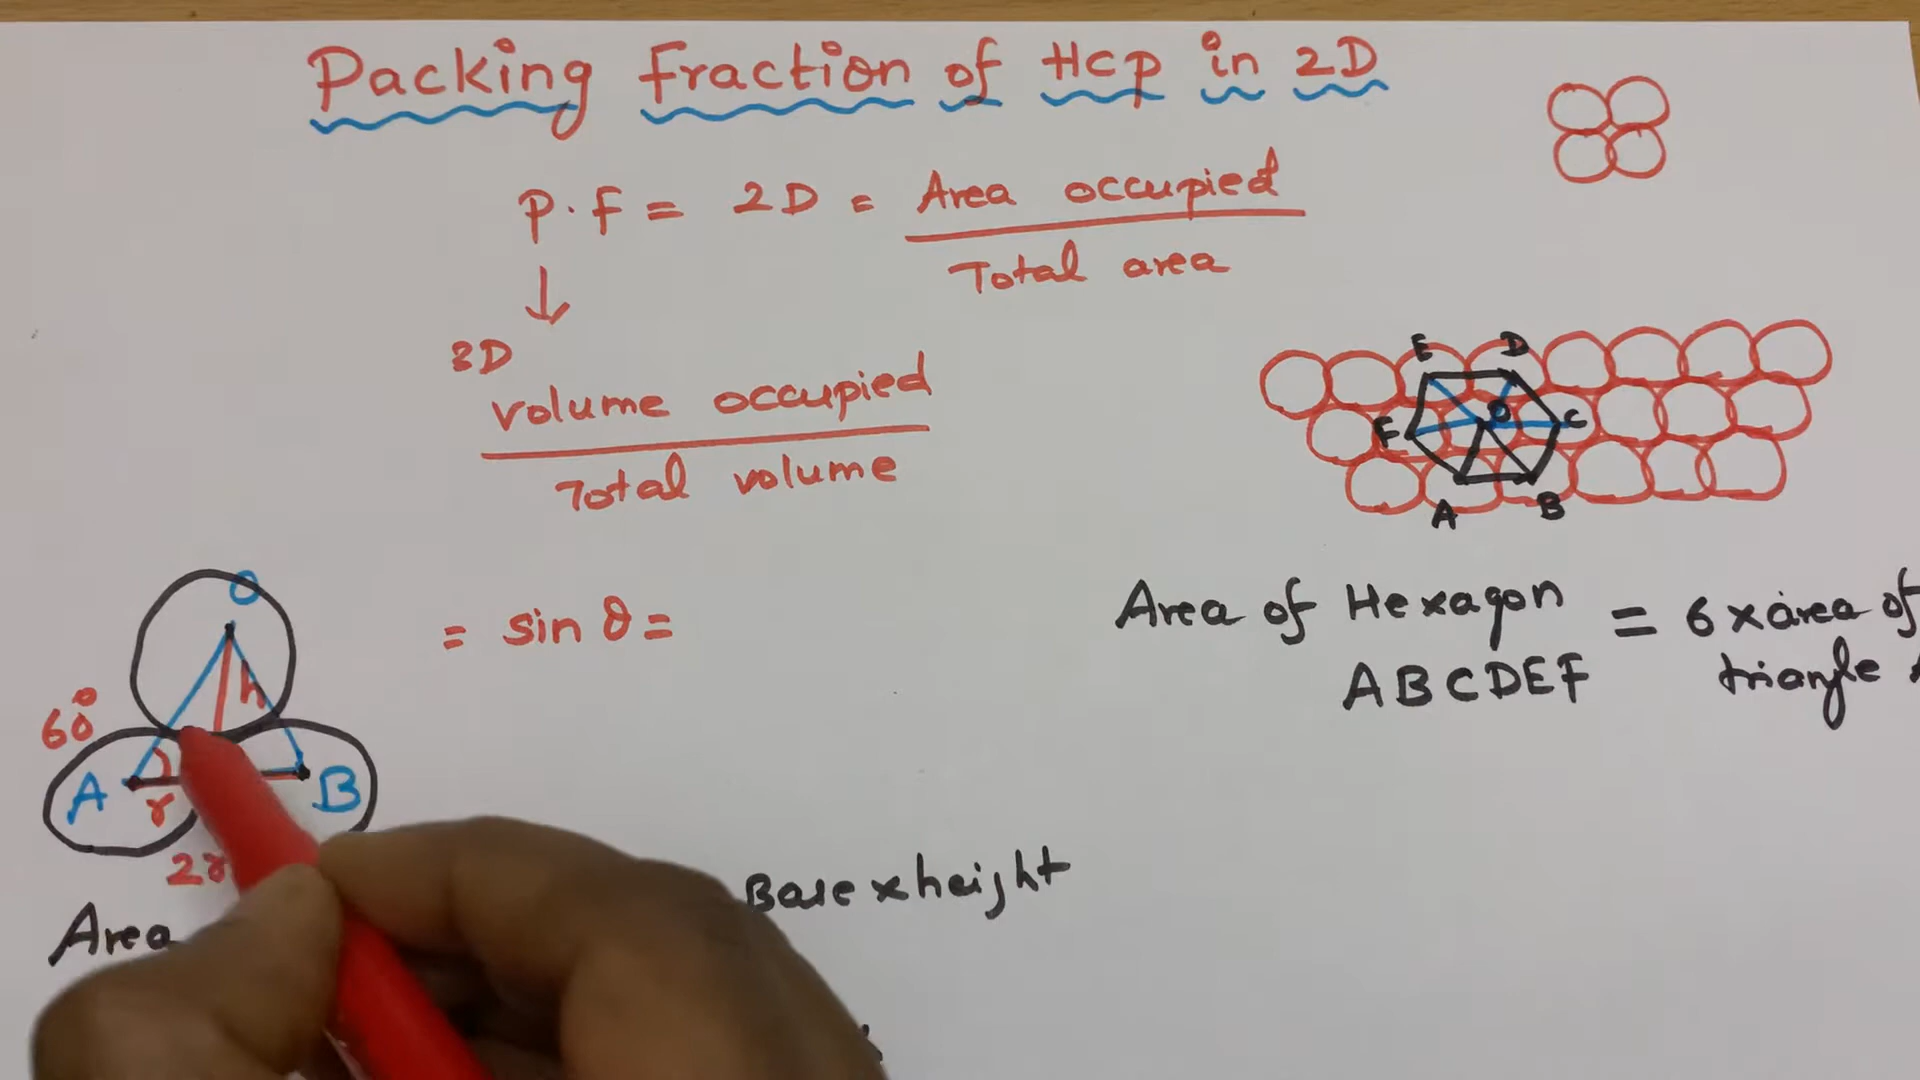 Packing fraction of Hcp in 2D
P.F = 2D = Area occupied
Total area
3D
volume occupied
Total volume
E D
F O C
A B
O
h
60°
A r B
2r
= sin θ =
Area of Hexagon = 6 x area of
ABCDEF triangle
Area Base x height